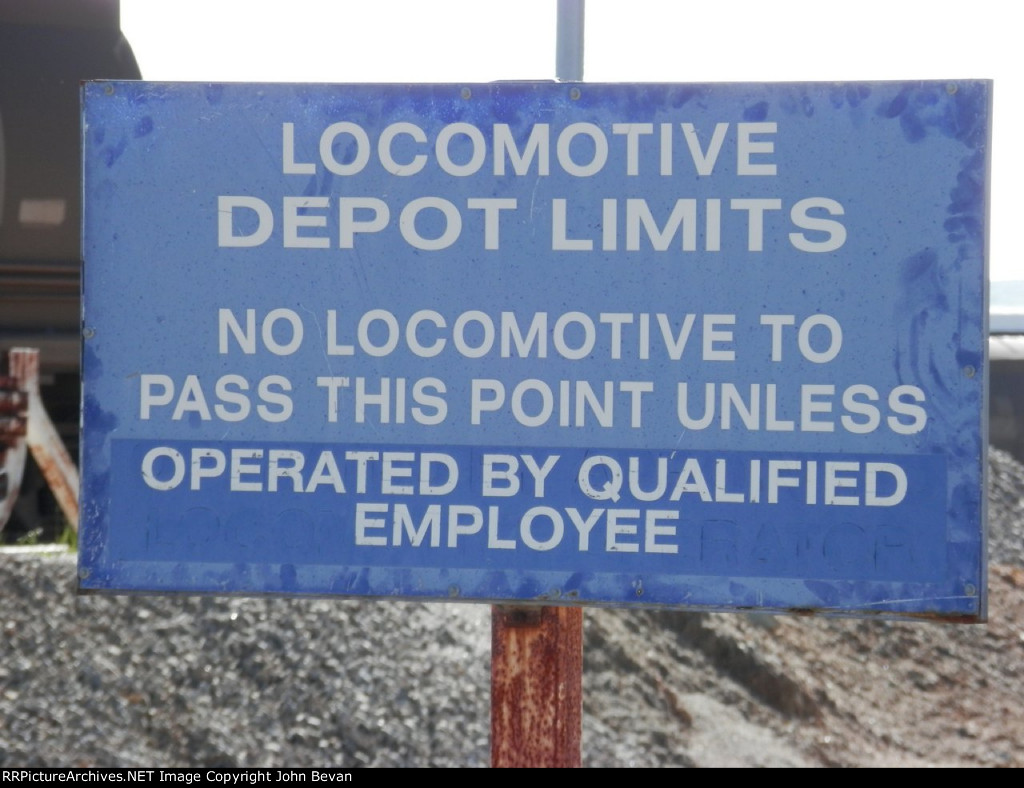 LOCOMOTIVE
DEPOT LIMITS
NO LOCOMOTIVE TO
PASS THIS POINT UNLESS
OPERATED BY QUALIFIED
EMPLOYEE
RRPictureArchives.NET Image Copyright John Bevan